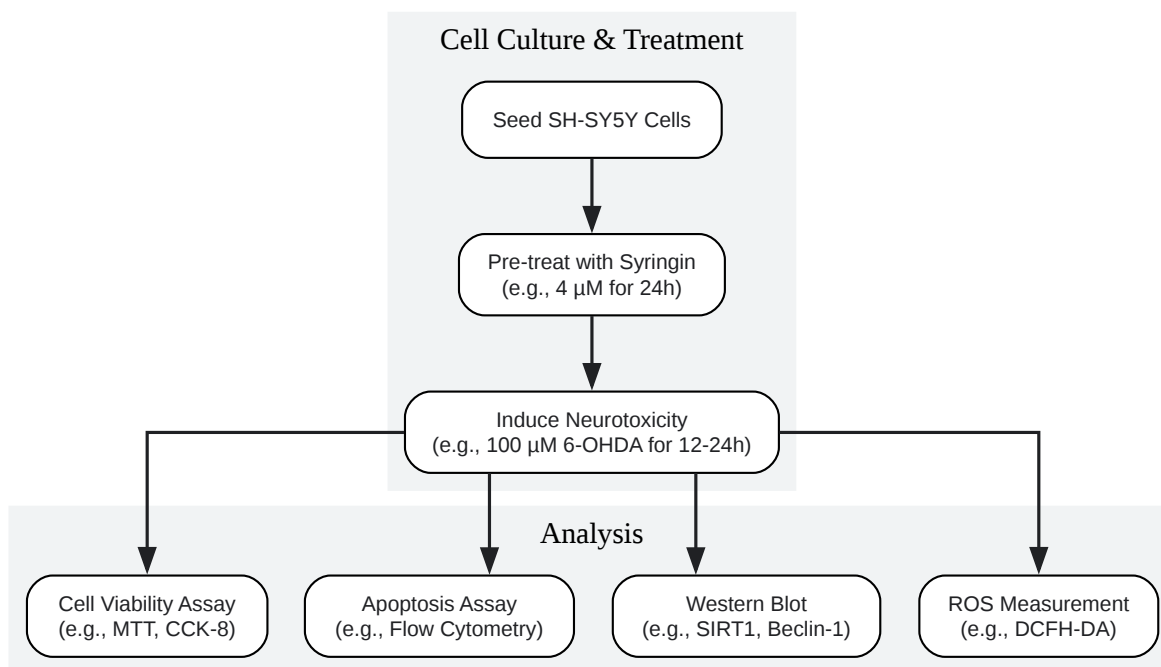 Cell Culture & Treatment
Seed SH-SY5Y Cells
Pre-treat with Syringin
(e.g., 4 µM for 24h)
Induce Neurotoxicity
(e.g., 100 µM 6-OHDA for 12-24h)
Analysis
Cell Viability Assay
(e.g., MTT, CCK-8)
Apoptosis Assay
(e.g., Flow Cytometry)
Western Blot
(e.g., SIRT1, Beclin-1)
ROS Measurement
(e.g., DCFH-DA)